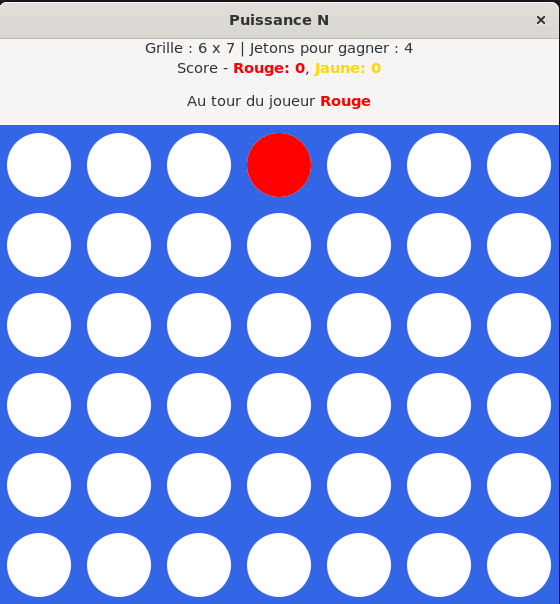 Puissance N
Grille : 6 x 7 | Jetons pour gagner : 4
Score - Rouge: 0, Jaune: 0
Au tour du joueur Rouge